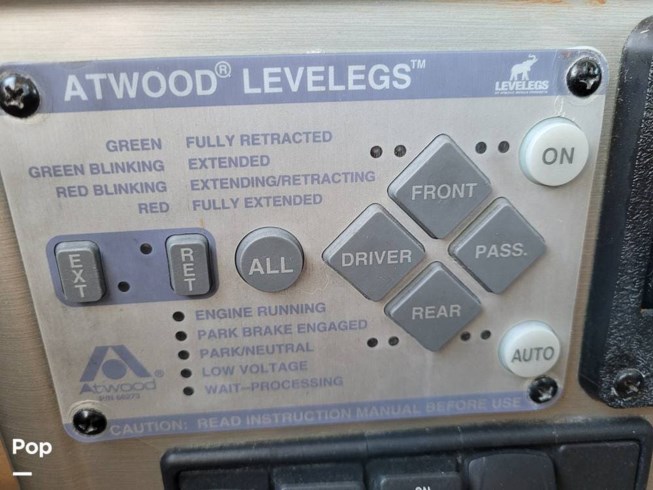 ATWOOD® LEVELEGS™
LEVELEGS
GREEN FULLY RETRACTED
GREEN BLINKING EXTENDED
RED BLINKING EXTENDING/RETRACTING
RED FULLY EXTENDED
ON
FRONT
DRIVER
PASS.
REAR
EXT
RET
ALL
ENGINE RUNNING
PARK BRAKE ENGAGED
PARK/NEUTRAL
LOW VOLTAGE
WAIT–PROCESSING
AUTO
Atwood®
CAUTION: READ INSTRUCTION MANUAL BEFORE USE
ON
Pop